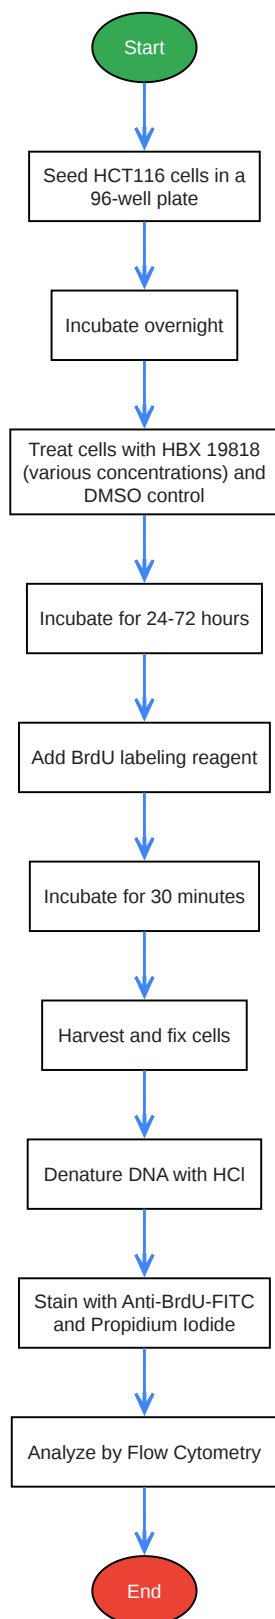 Start
Seed HCT116 cells in a
96-well plate
Incubate overnight
Treat cells with HBX 19818
(various concentrations) and
DMSO control
Incubate for 24-72 hours
Add BrdU labeling reagent
Incubate for 30 minutes
Harvest and fix cells
Denature DNA with HCl
Stain with Anti-BrdU-FITC
and Propidium Iodide
Analyze by Flow Cytometry
End